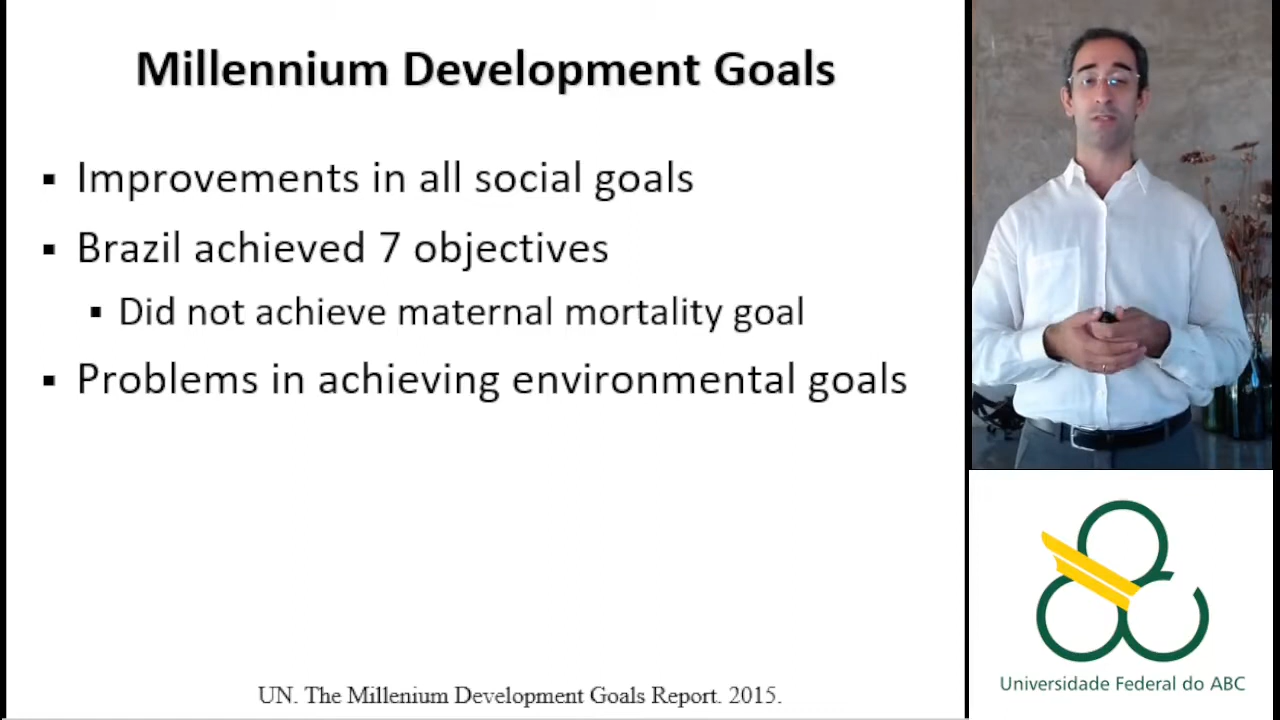 Millennium Development Goals
▪ Improvements in all social goals
▪ Brazil achieved 7 objectives
▪ Did not achieve maternal mortality goal
▪ Problems in achieving environmental goals
UN. The Millenium Development Goals Report. 2015.
Universidade Federal do ABC